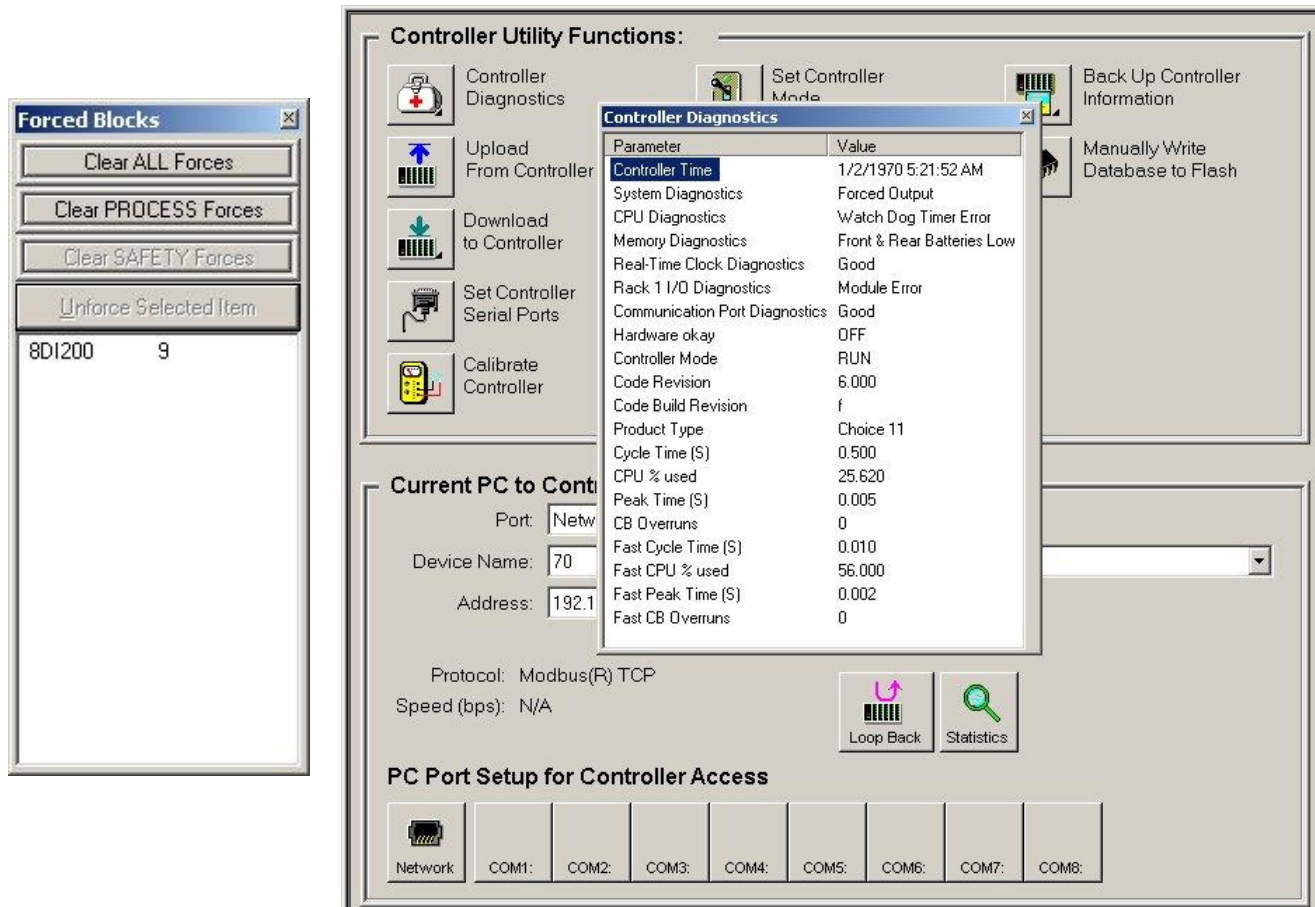 Forced Blocks
Clear ALL Forces
Clear PROCESS Forces
Clear SAFETY Forces
Unforce Selected Item
8DI200 9
Controller Utility Functions:
Controller
Diagnostics
Set Controller
Mode
Back Up Controller
Information
Upload
From Controller
Manually Write
Database to Flash
Download
to Controller
Set Controller
Serial Ports
Calibrate
Controller
Controller Diagnostics
Parameter Value
Controller Time 1/2/1970 5:21:52 AM
System Diagnostics Forced Output
CPU Diagnostics Watch Dog Timer Error
Memory Diagnostics Front & Rear Batteries Low
Real-Time Clock Diagnostics Good
Rack 1 I/O Diagnostics Module Error
Communication Port Diagnostics Good
Hardware okay OFF
Controller Mode RUN
Code Revision 6.000
Code Build Revision f
Product Type Choice 11
Cycle Time (S) 0.500
CPU % used 25.620
Peak Time (S) 0.005
CB Overruns 0
Fast Cycle Time (S) 0.010
Fast CPU % used 56.000
Fast Peak Time (S) 0.002
Fast CB Overruns 0
Current PC to
Port:
Device Name: 70
Address: 192.1
Protocol: Modbus(R) TCP
Speed (bps): N/A
Loop Back
Statistics
PC Port Setup for Controller Access
Network COM1: COM2: COM3: COM4: COM5: COM6: COM7: COM8: